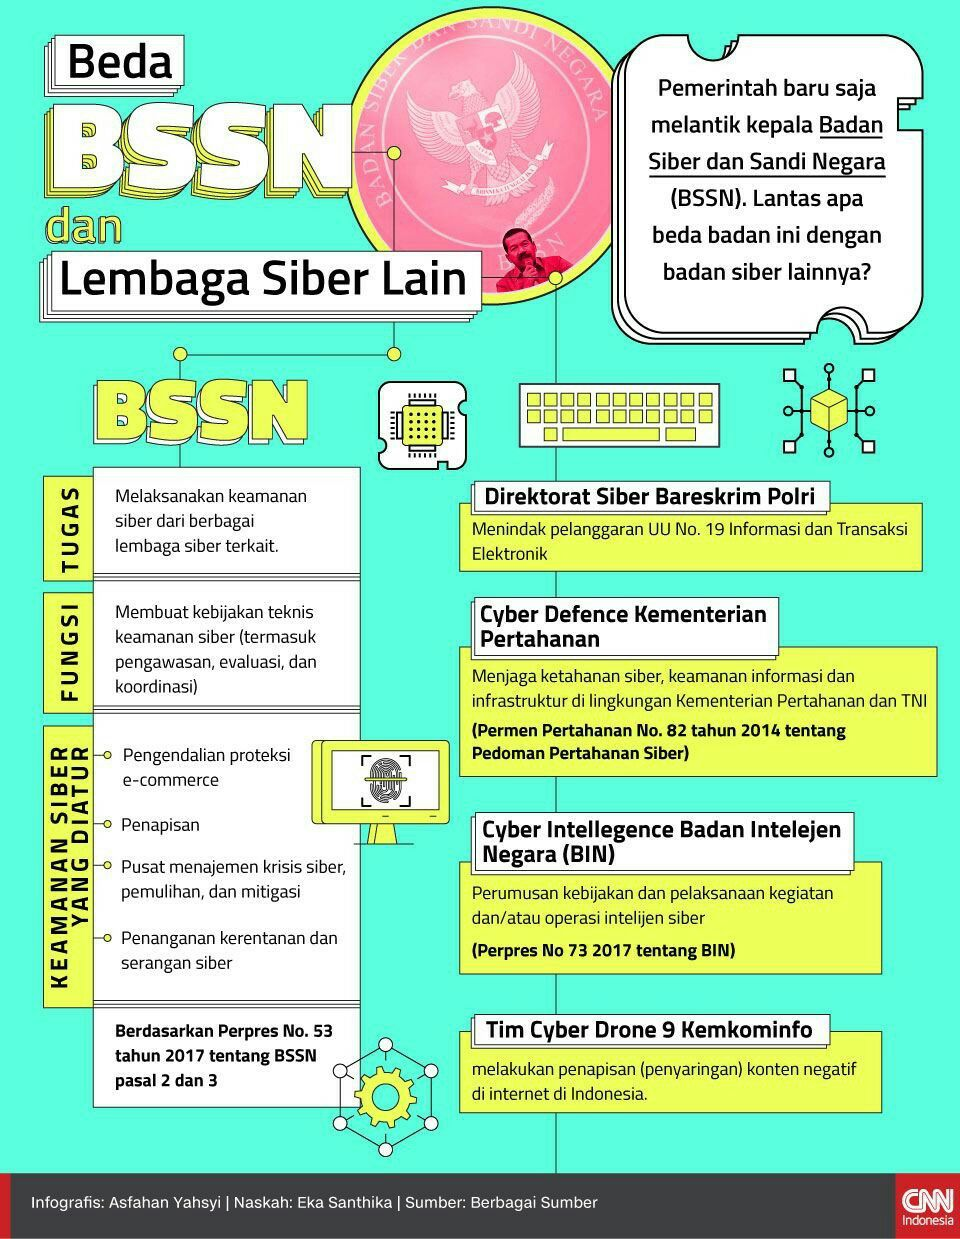 Beda
BSSN
dan
Lembaga Siber Lain
BADAN SIBER DAN SANDI NEGARA
BHINNEKA TUNGGAL IKA
Pemerintah baru saja
melantik kepala Badan
Siber dan Sandi Negara
(BSSN). Lantas apa
beda badan ini dengan
badan siber lainnya?
BSSN
TUGAS
Melaksanakan keamanan
siber dari berbagai
lembaga siber terkait.
FUNGSI
Membuat kebijakan teknis
keamanan siber (termasuk
pengawasan, evaluasi, dan
koordinasi)
KEAMANAN SIBER
YANG DIATUR
Pengendalian proteksi
e-commerce
Penapisan
Pusat menajemen krisis siber,
pemulihan, dan mitigasi
Penanganan kerentanan dan
serangan siber
Berdasarkan Perpres No. 53
tahun 2017 tentang BSSN
pasal 2 dan 3
Direktorat Siber Bareskrim Polri
Menindak pelanggaran UU No. 19 Informasi dan Transaksi
Elektronik
Cyber Defence Kementerian
Pertahanan
Menjaga ketahanan siber, keamanan informasi dan
infrastruktur di lingkungan Kementerian Pertahanan dan TNI
(Permen Pertahanan No. 82 tahun 2014 tentang
Pedoman Pertahanan Siber)
Cyber Intellegence Badan Intelejen
Negara (BIN)
Perumusan kebijakan dan pelaksanaan kegiatan
dan/atau operasi intelijen siber
(Perpres No 73 2017 tentang BIN)
Tim Cyber Drone 9 Kemkominfo
melakukan penapisan (penyaringan) konten negatif
di internet di Indonesia.
Infografis: Asfahan Yahsyi | Naskah: Eka Santhika | Sumber: Berbagai Sumber
CNN
Indonesia